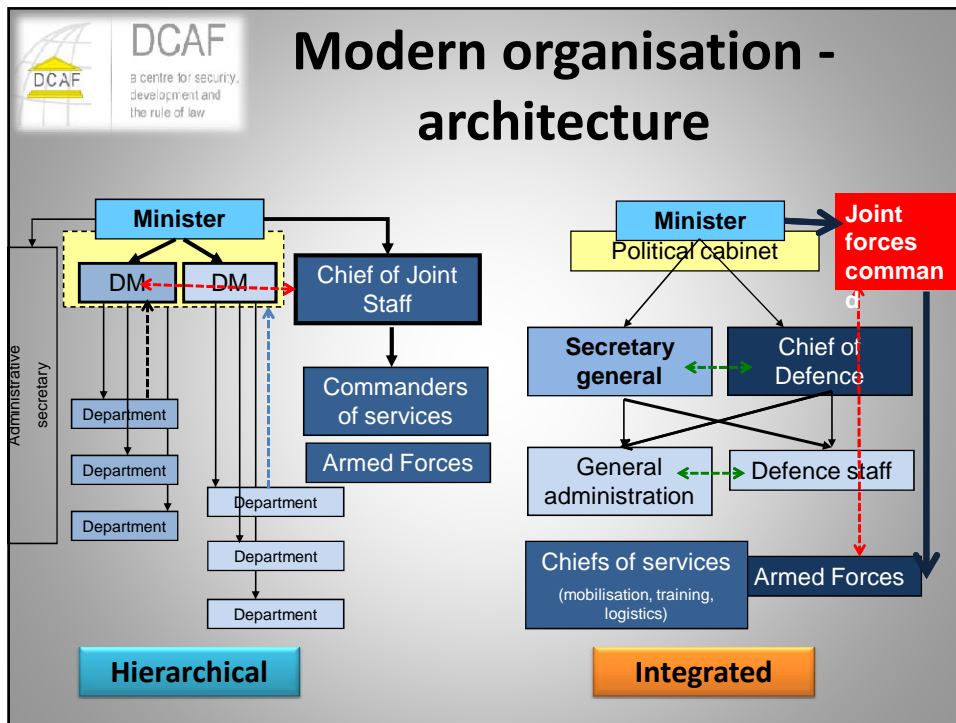 DCAF
DCAF
a centre for security,
development and
the rule of law
Modern organisation -
architecture
Minister
DM
DM
Administrative
secretary
Chief of Joint
Staff
Commanders
of services
Armed Forces
Department
Department
Department
Department
Department
Department
Hierarchical
Minister
Political cabinet
Joint
forces
comman
d
Secretary
general
Chief of
Defence
General
administration
Defence staff
Chiefs of services
(mobilisation, training,
logistics)
Armed Forces
Integrated